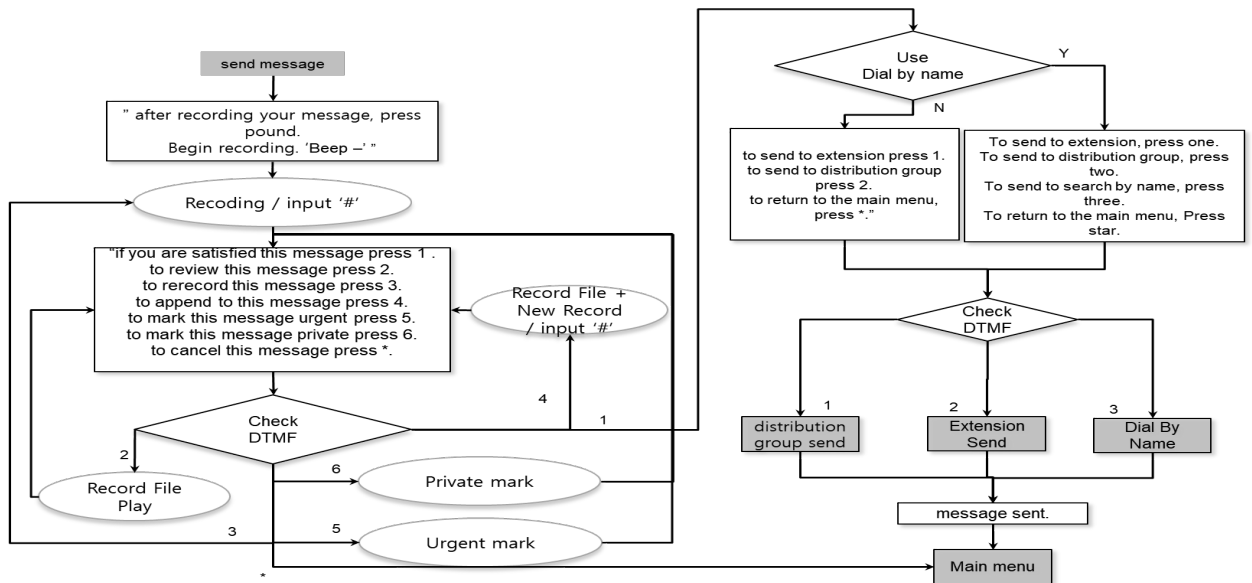 send message
” after recording your message, press
pound.
Begin recording. ‘Beep –’ ”
Recoding / input ‘#’
“if you are satisfied this message press 1 .
to review this message press 2.
to rerecord this message press 3.
to append to this message press 4.
to mark this message urgent press 5.
to mark this message private press 6.
to cancel this message press *.
Record File +
New Record
/ input ‘#’
Check
DTMF
4
1
2
Record File
Play
6
Private mark
3
5
Urgent mark
*
Use
Dial by name
Y
N
to send to extension press 1.
to send to distribution group
press 2.
to return to the main menu,
press *.”
To send to extension, press one.
To send to distribution group, press
two.
To send to search by name, press
three.
To return to the main menu, Press
star.
Check
DTMF
1
distribution
group send
2
Extension
Send
3
Dial By
Name
message sent.
Main menu